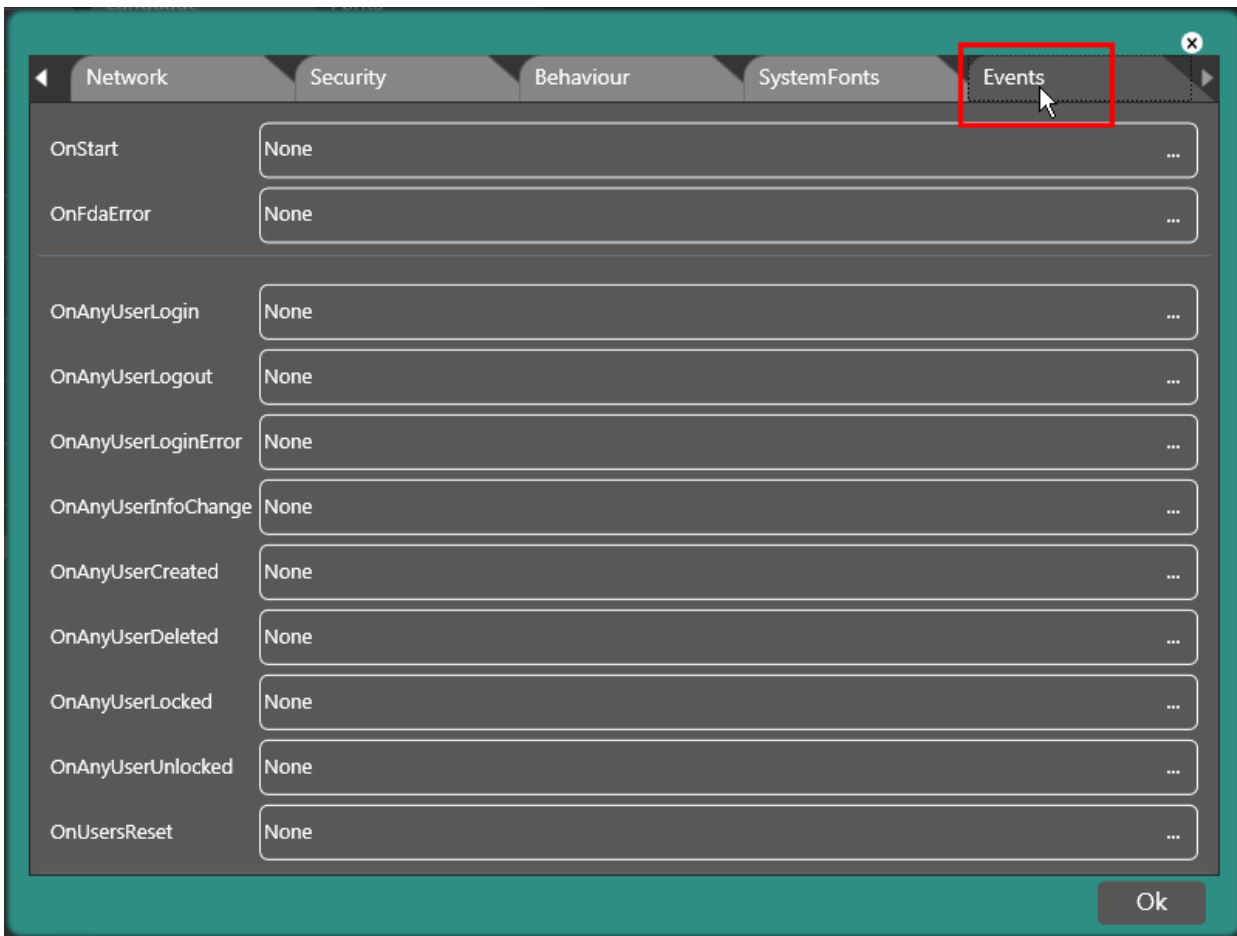 Network Security Behaviour SystemFonts Events
OnStart None ...
OnFdaError None ...
OnAnyUserLogin None ...
OnAnyUserLogout None ...
OnAnyUserLoginError None ...
OnAnyUserInfoChange None ...
OnAnyUserCreated None ...
OnAnyUserDeleted None ...
OnAnyUserLocked None ...
OnAnyUserUnlocked None ...
OnUsersReset None ...
Ok